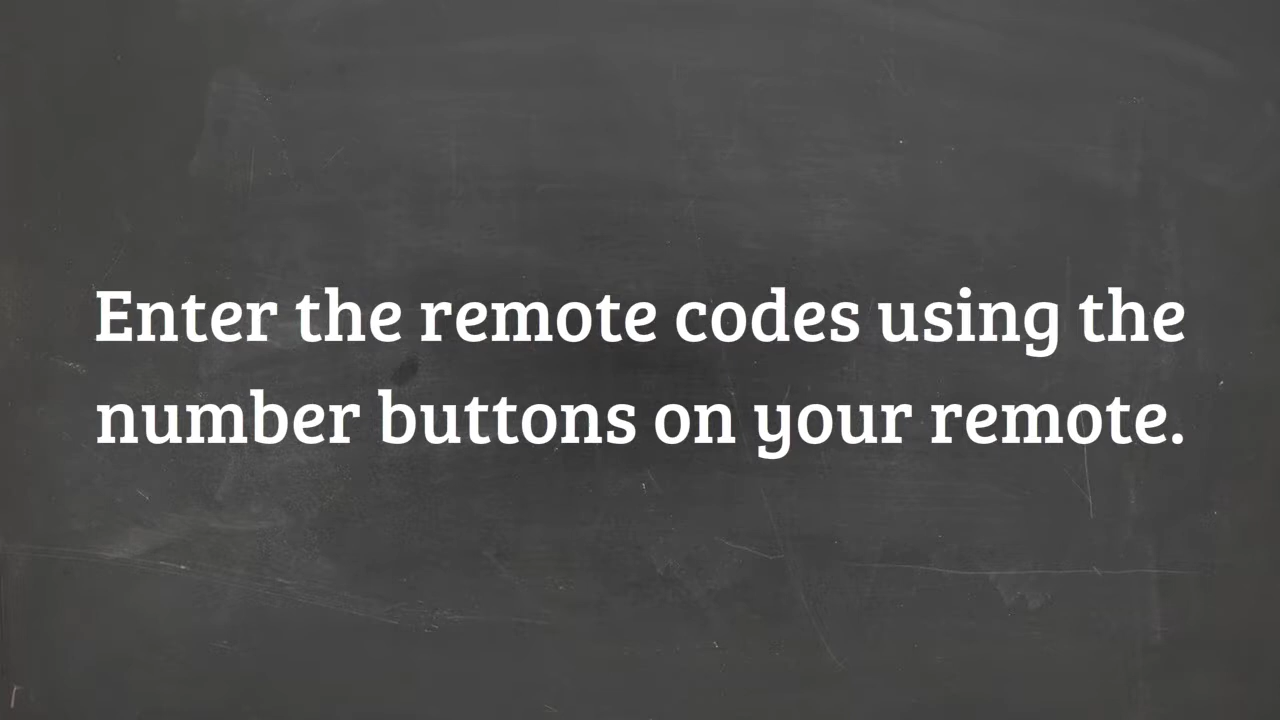 Enter the remote codes using the
number buttons on your remote.